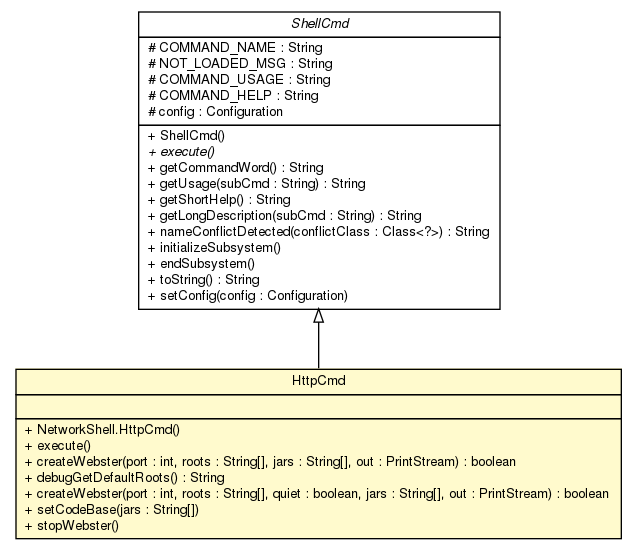 ShellCmd
# COMMAND_NAME : String
# NOT_LOADED_MSG : String
# COMMAND_USAGE : String
# COMMAND_HELP : String
# config : Configuration
+ ShellCmd()
+ execute()
+ getCommandWord() : String
+ getUsage(subCmd : String) : String
+ getShortHelp() : String
+ getLongDescription(subCmd : String) : String
+ nameConflictDetected(conflictClass : Class<?>) : String
+ initializeSubsystem()
+ endSubsystem()
+ toString() : String
+ setConfig(config : Configuration)
HttpCmd
+ NetworkShell.HttpCmd()
+ execute()
+ createWebster(port : int, roots : String[], jars : String[], out : PrintStream) : boolean
+ debugGetDefaultRoots() : String
+ createWebster(port : int, roots : String[], quiet : boolean, jars : String[], out : PrintStream) : boolean
+ setCodeBase(jars : String[])
+ stopWebster()